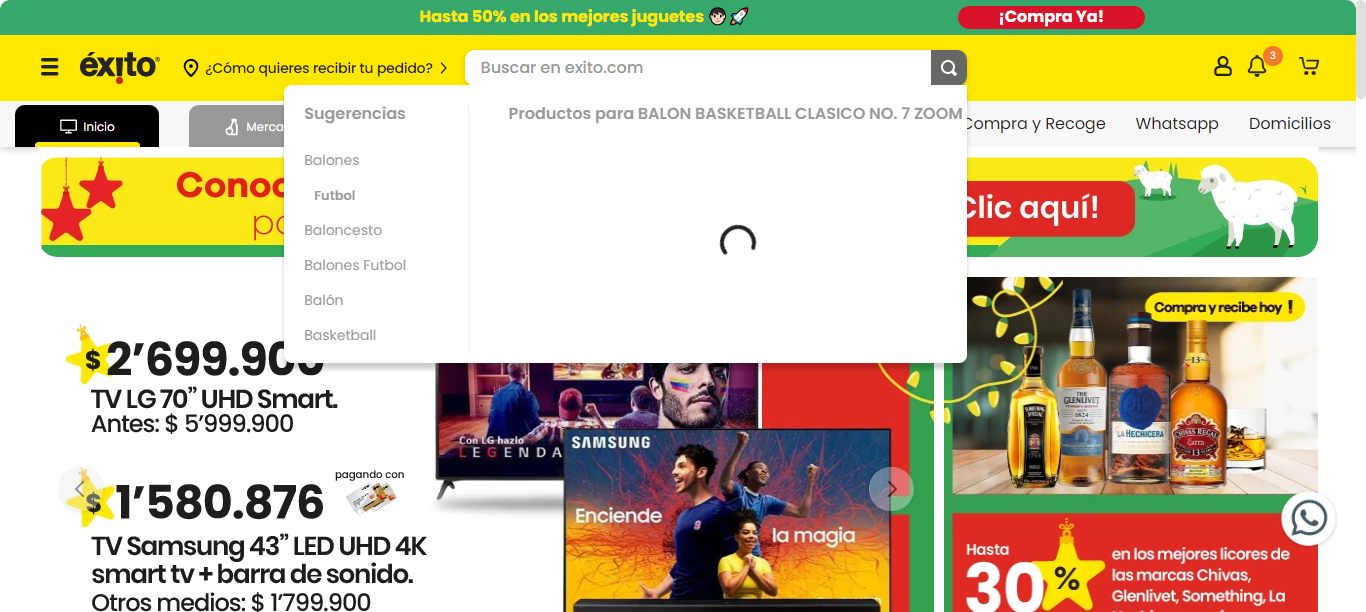 Hasta 50% en los mejores juguetes
¡Compra Ya!
éxito
¿Cómo quieres recibir tu pedido?
Buscar en exito.com
3
Inicio
Merca
Compra y Recoge
Whatsapp
Domicilios
Sugerencias
Balones
Futbol
Baloncesto
Balones Futbol
Balón
Basketball
Productos para BALON BASKETBALL CLASICO NO. 7 ZOOM
Conoc
Clic aquí!
$ 2’699.900
TV LG 70” UHD Smart.
Antes: $ 5’999.900
pagando con
$ 1’580.876
TV Samsung 43” LED UHD 4K
smart tv + barra de sonido.
Otros medios: $ 1’799.900
Con LG hazlo
LEGENDA
SAMSUNG
Enciende
la magia
Compra y recibe hoy !
SOMETHING SPECIAL
THE GLENLIVET
LA HECHICERA
13
CHIVAS REGAL
Extra
13
Hasta
30%
en los mejores licores de
las marcas Chivas,
Glenlivet, Something, La